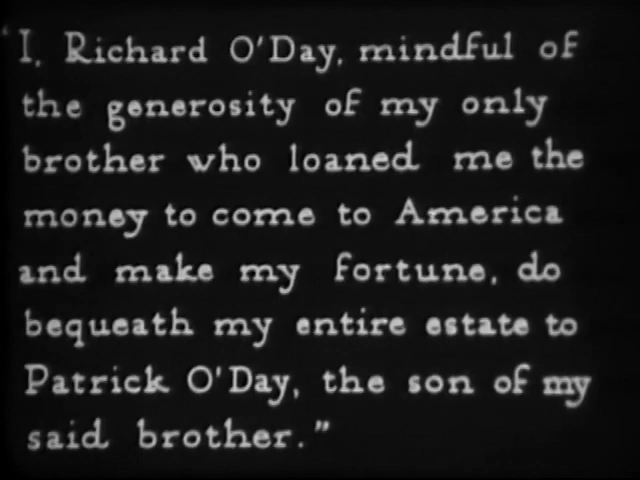 "I, Richard O'Day, mindful of
the generosity of my only
brother who loaned me the
money to come to America
and make my fortune, do
bequeath my entire estate to
Patrick O'Day, the son of my
said brother."